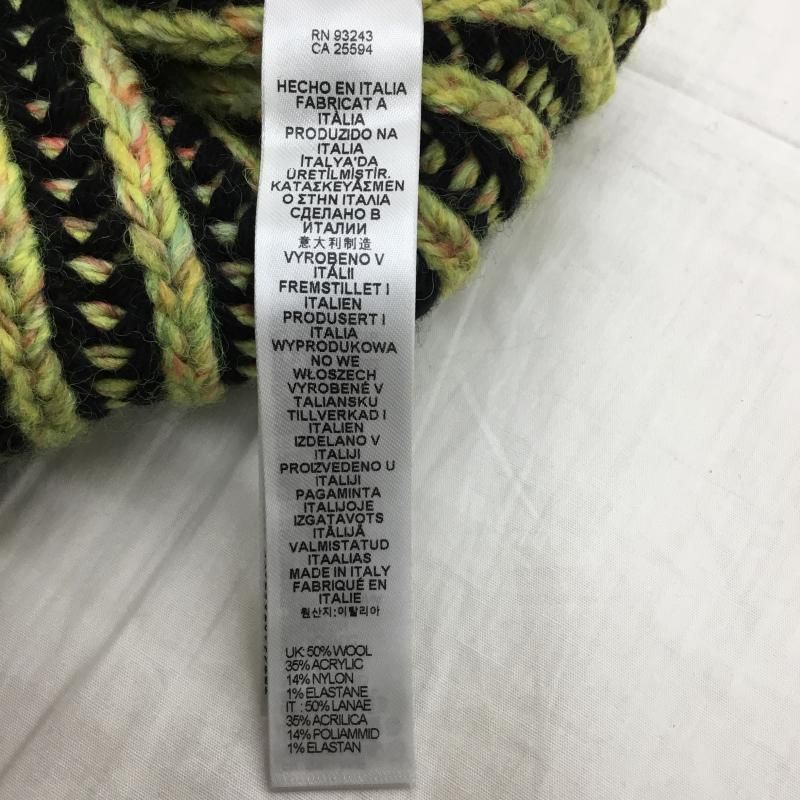 RN 93243
CA 25594
HECHO EN ITALIA
FABRICAT A
ITÀLIA
PRODUZIDO NA
ITALIA
İTALYA'DA
ÜRETİLMİŞTİR.
ΚΑΤΑΣΚΕΥΑΣΜΕΝ
Ο ΣΤΗΝ ΙΤΑΛΙΑ
СДЕЛАНО В
ИТАЛИИ
意大利制造
VYROBENO V
ITÁLII
FREMSTILLET I
ITALIEN
PRODUSERT I
ITALIA
WYPRODUKOWA
NO WE
WŁOSZECH
VYROBENÉ V
TALIANSKU
TILLVERKAD I
ITALIEN
IZDELANO V
ITALIJI
PROIZVEDENO U
ITALIJI
PAGAMINTA
ITALIJOJE
IZGATAVOTS
ITĀLIJĀ
VALMISTATUD
ITAALIAS
MADE IN ITALY
FABRIQUÉ EN
ITALIE
원산지:이탈리아
UK: 50% WOOL
35% ACRYLIC
14% NYLON
1% ELASTANE
IT : 50% LANAE
35% ACRILICA
14% POLIAMMID
1% ELASTAN